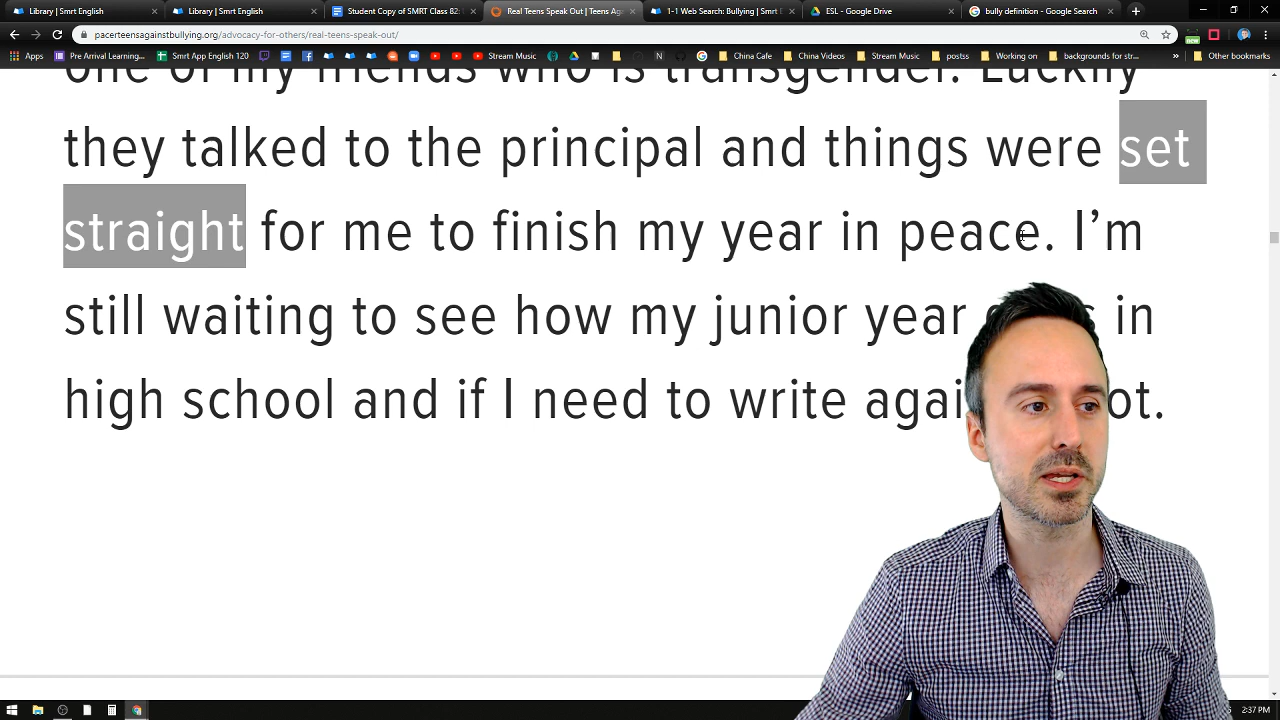 Library | Smrt English
Library | Smrt English
Student Copy of SMRT Class 82:
Real Teens Speak Out | Teens Ag
1-1 Web Search: Bullying | Smrt E
ESL - Google Drive
bully definition - Google Search
pacerteensagainstbullying.org/advocacy-for-others/real-teens-speak-out/
Apps
Pre Arrival Learning:
Smrt App English 120
Stream Music
China Cafe
China Videos
Stream Music
postss
Working on
backgrounds for str...
Other bookmarks
one of my friends who is transgender. Luckily
they talked to the principal and things were set
straight for me to finish my year in peace. I’m
still waiting to see how my junior year in
high school and if I need to write
2:37 PM